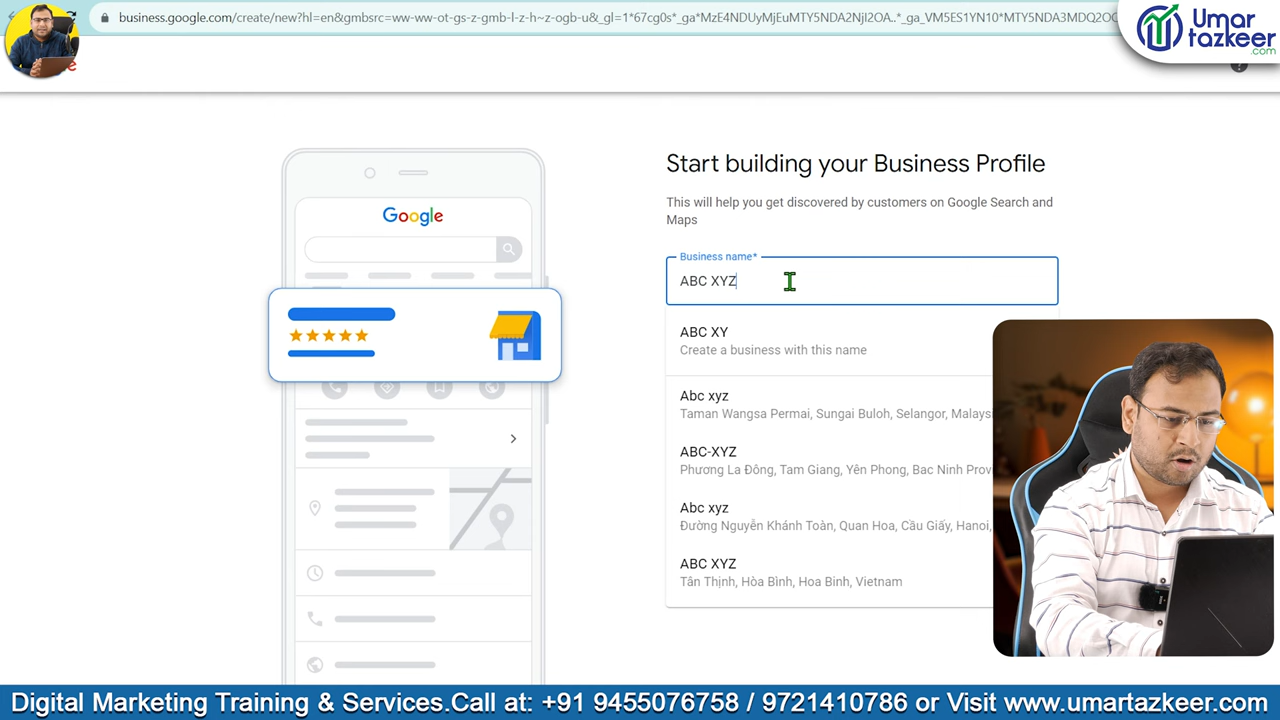 business.google.com/create/new?hl=en&gmbsrc=ww-ww-ot-gs-z-gmb-l-z-h~z-ogb-u&_gl=1*67cg0s*_ga*MzE4NDUyMjEuMTY5NDA2NjI2OA..*_ga_VM5ES1YN10*MTY5NDA3MDQ2OC
Umar
tazkeer
.com
Start building your Business Profile
This will help you get discovered by customers on Google Search and
Maps
Google
Business name*
ABC XYZ
ABC XY
Create a business with this name
Abc xyz
Taman Wangsa Permai, Sungai Buloh, Selangor, Malays
ABC-XYZ
Phương La Đông, Tam Giang, Yên Phong, Bac Ninh Prov
Abc xyz
Đường Nguyễn Khánh Toàn, Quan Hoa, Cầu Giấy, Hanoi,
ABC XYZ
Tân Thịnh, Hòa Bình, Hoa Binh, Vietnam
Digital Marketing Training & Services.Call at: +91 9455076758 / 9721410786 or Visit www.umartazkeer.com